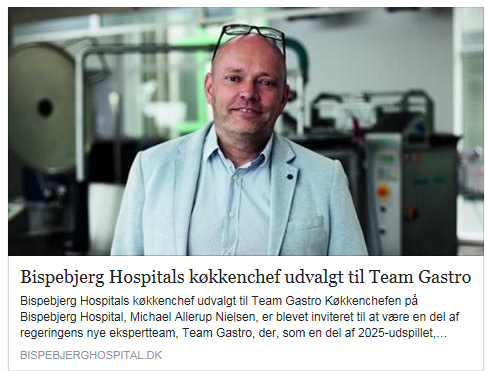 Bispebjerg Hospitals køkkenchef udvalgt til Team Gastro
Bispebjerg Hospitals køkkenchef udvalgt til Team Gastro Køkkenchefen på
Bispebjerg Hospital, Michael Allerup Nielsen, er blevet inviteret til at være en del af
regeringens nye ekspertteam, Team Gastro, der, som en del af 2025-udspillet,...
BISPEBJERGHOSPITAL.DK